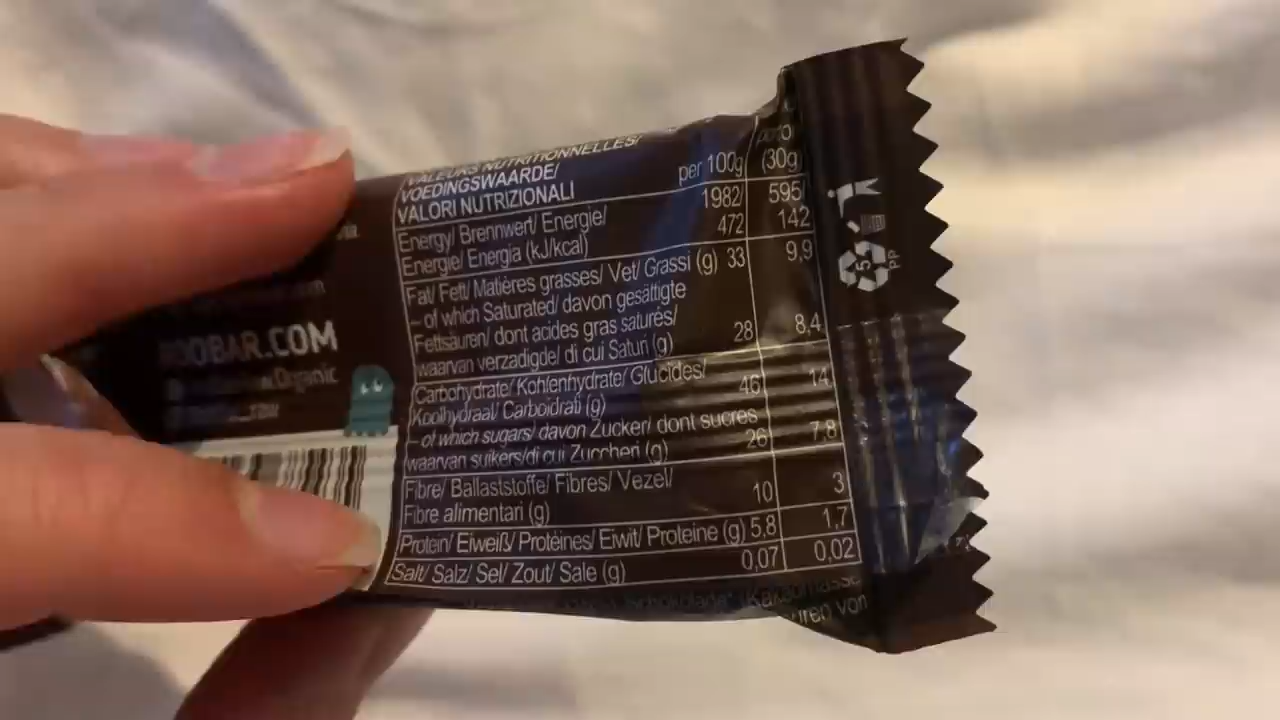 VALEURS NUTRITIONNELLES/
VOEDINGSWAARDE/
VALORI NUTRIZIONALI
per 100g
(30g
Energy/ Brennwert/ Energie/
1982/
595/
Energie/ Energia (kJ/kcal)
472
142
Fat/ Fett/ Matières grasses/ Vet/ Grassi (g)
33
9,9
– of which Saturated/ davon gesättigte
Fettsäuren/ dont acides gras saturés/
waarvan verzadigde/ di cui Saturi (g)
28
8,4
Carbohydrate/ Kohlenhydrate/ Glucides/
Koolhydraat/ Carboidrati (g)
46
14
– of which sugars/ davon Zucker/ dont sucres
waarvan suikers/di cui Zuccheri (g)
26
7,8
Fibre/ Ballaststoffe/ Fibres/ Vezel/
Fibre alimentari (g)
10
3
Protein/ Eiweiß/ Protéines/ Eiwit/ Proteine (g)
5,8
1,7
Salt/ Salz/ Sel/ Zout/ Sale (g)
0,07
0,02
OOBAR.COM
Organic
5
PP
(Kakaomasse
von